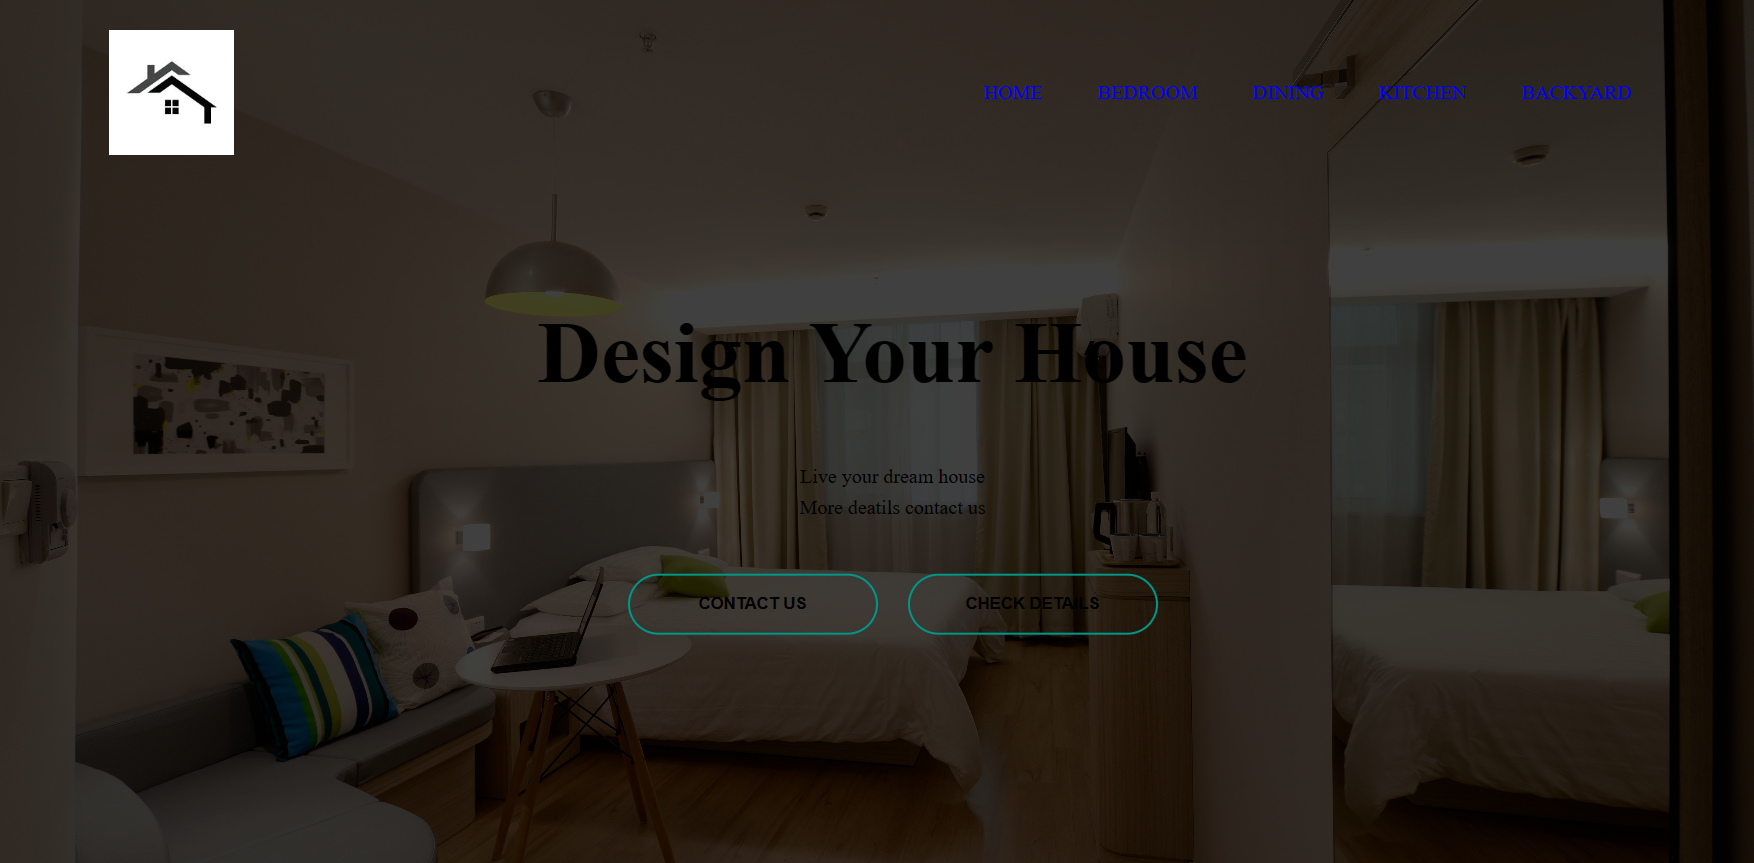 HOME BEDROOM DINING KITCHEN BACKYARD
Design Your House
Live your dream house
More deatils contact us
CONTACT US CHECK DETAILS